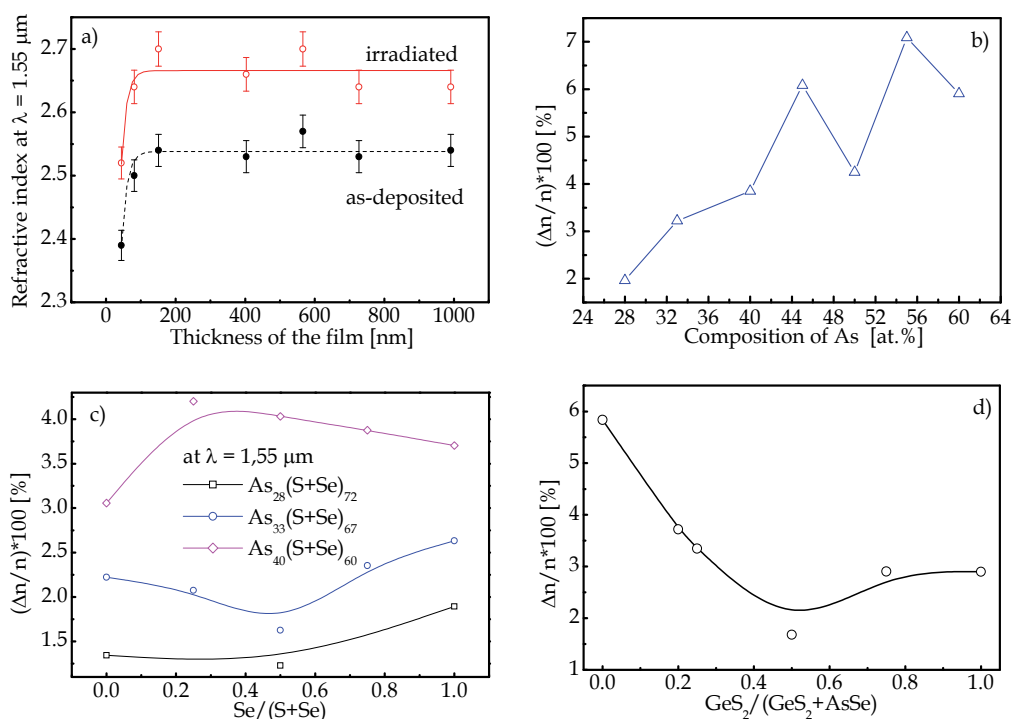 a)
irradiated
as-deposited
2.7
2.6
2.5
2.4
2.3
0 200 400 600 800 1000
Refractive index at λ = 1.55 μm
Thickness of the film [nm]
b)
7
6
5
4
3
2
24 28 32 36 40 44 48 52 56 60 64
(Δn/n)*100 [%]
Composition of As [at.%]
c)
at λ = 1,55 μm
As28(S+Se)72
As33(S+Se)67
As40(S+Se)60
4.0
3.5
3.0
2.5
2.0
1.5
0.0 0.2 0.4 0.6 0.8 1.0
(Δn/n)*100 [%]
Se/(S+Se)
d)
6
5
4
3
2
1
0.0 0.2 0.4 0.6 0.8 1.0
Δn/n*100 [%]
GeS2/(GeS2+AsSe)